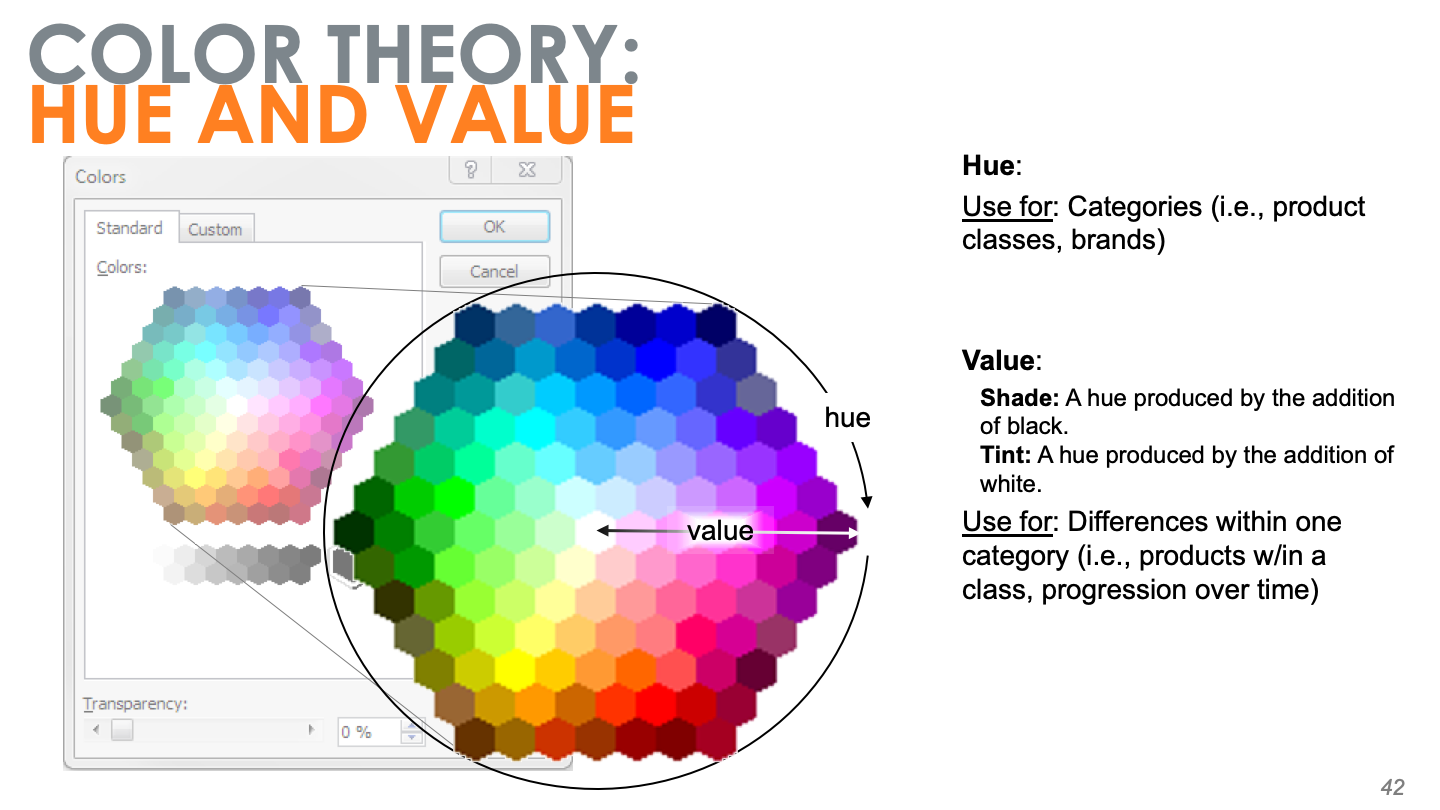 COLOR THEORY:
HUE AND VALUE
Colors
?
Standard
Custom
OK
Cancel
Colors:
hue
value
Transparency:
0 %
Hue:
Use for: Categories (i.e., product
classes, brands)
Value:
Shade: A hue produced by the addition
of black.
Tint: A hue produced by the addition of
white.
Use for: Differences within one
category (i.e., products w/in a
class, progression over time)
42